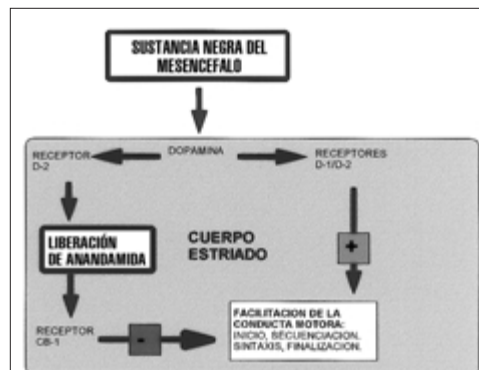 SUSTANCIA NEGRA DEL
MESENCEFALO
DOPAMINA
RECEPTOR
D-2
RECEPTORES
D-1/D-2
LIBERACIÓN
DE ANANDAMIDA
CUERPO
ESTRIADO
+
RECEPTOR
CB-1
-
FACILITACION DE LA
CONDUCTA MOTORA:
INICIO, SECUENCIACION.
SINTAXIS, FINALIZACION.